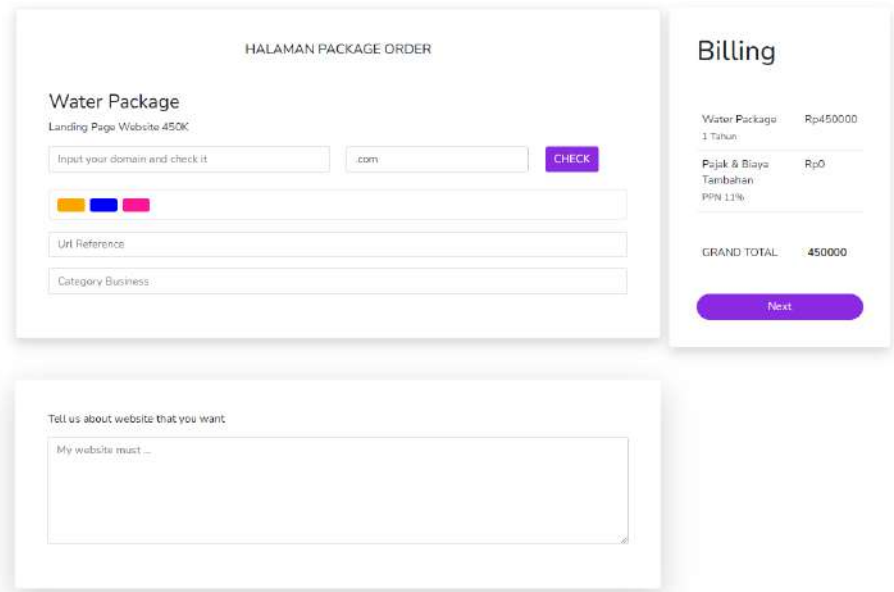 HALAMAN PACKAGE ORDER
Water Package
Landing Page Website 450K
Input your domain and check it
.com
CHECK
Url Reference
Category Business
Billing
Water Package Rp450000
1 Tahun
Pajak & Biaya Rp0
Tambahan
PPN 11%
GRAND TOTAL 450000
Next
Tell us about website that you want
My website must ...